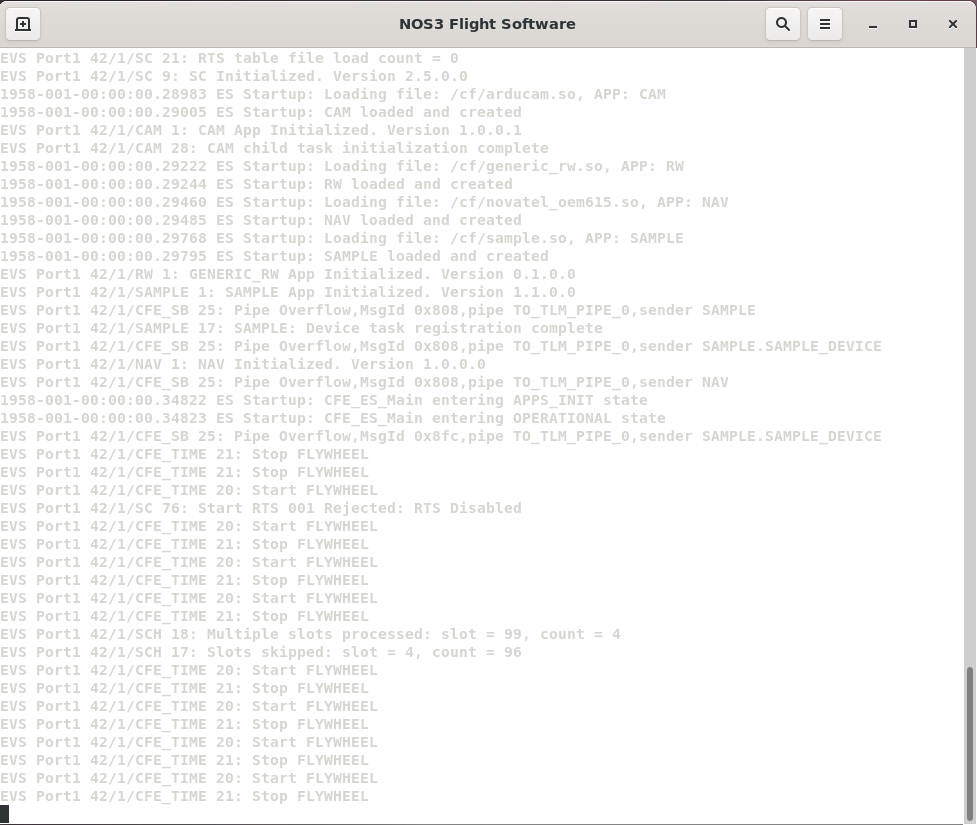 NOS3 Flight Software
EVS Port1 42/1/SC 21: RTS table file load count = 0
EVS Port1 42/1/SC 9: SC Initialized. Version 2.5.0.0
1958-001-00:00:00.28983 ES Startup: Loading file: /cf/arducam.so, APP: CAM
1958-001-00:00:00.29005 ES Startup: CAM loaded and created
EVS Port1 42/1/CAM 1: CAM App Initialized. Version 1.0.0.1
EVS Port1 42/1/CAM 28: CAM child task initialization complete
1958-001-00:00:00.29222 ES Startup: Loading file: /cf/generic_rw.so, APP: RW
1958-001-00:00:00.29244 ES Startup: RW loaded and created
1958-001-00:00:00.29460 ES Startup: Loading file: /cf/novatel_oem615.so, APP: NAV
1958-001-00:00:00.29485 ES Startup: NAV loaded and created
1958-001-00:00:00.29768 ES Startup: Loading file: /cf/sample.so, APP: SAMPLE
1958-001-00:00:00.29795 ES Startup: SAMPLE loaded and created
EVS Port1 42/1/RW 1: GENERIC_RW App Initialized. Version 0.1.0.0
EVS Port1 42/1/SAMPLE 1: SAMPLE App Initialized. Version 1.1.0.0
EVS Port1 42/1/CFE_SB 25: Pipe Overflow,MsgId 0x808,pipe TO_TLM_PIPE_0,sender SAMPLE
EVS Port1 42/1/SAMPLE 17: SAMPLE: Device task registration complete
EVS Port1 42/1/CFE_SB 25: Pipe Overflow,MsgId 0x808,pipe TO_TLM_PIPE_0,sender SAMPLE.SAMPLE_DEVICE
EVS Port1 42/1/NAV 1: NAV Initialized. Version 1.0.0.0
EVS Port1 42/1/CFE_SB 25: Pipe Overflow,MsgId 0x808,pipe TO_TLM_PIPE_0,sender NAV
1958-001-00:00:00.34822 ES Startup: CFE_ES_Main entering APPS_INIT state
1958-001-00:00:00.34823 ES Startup: CFE_ES_Main entering OPERATIONAL state
EVS Port1 42/1/CFE_SB 25: Pipe Overflow,MsgId 0x8fc,pipe TO_TLM_PIPE_0,sender SAMPLE.SAMPLE_DEVICE
EVS Port1 42/1/CFE_TIME 21: Stop FLYWHEEL
EVS Port1 42/1/CFE_TIME 21: Stop FLYWHEEL
EVS Port1 42/1/CFE_TIME 20: Start FLYWHEEL
EVS Port1 42/1/SC 76: Start RTS 001 Rejected: RTS Disabled
EVS Port1 42/1/CFE_TIME 20: Start FLYWHEEL
EVS Port1 42/1/CFE_TIME 21: Stop FLYWHEEL
EVS Port1 42/1/CFE_TIME 20: Start FLYWHEEL
EVS Port1 42/1/CFE_TIME 21: Stop FLYWHEEL
EVS Port1 42/1/CFE_TIME 20: Start FLYWHEEL
EVS Port1 42/1/CFE_TIME 21: Stop FLYWHEEL
EVS Port1 42/1/SCH 18: Multiple slots processed: slot = 99, count = 4
EVS Port1 42/1/SCH 17: Slots skipped: slot = 4, count = 96
EVS Port1 42/1/CFE_TIME 20: Start FLYWHEEL
EVS Port1 42/1/CFE_TIME 21: Stop FLYWHEEL
EVS Port1 42/1/CFE_TIME 20: Start FLYWHEEL
EVS Port1 42/1/CFE_TIME 21: Stop FLYWHEEL
EVS Port1 42/1/CFE_TIME 20: Start FLYWHEEL
EVS Port1 42/1/CFE_TIME 21: Stop FLYWHEEL
EVS Port1 42/1/CFE_TIME 20: Start FLYWHEEL
EVS Port1 42/1/CFE_TIME 21: Stop FLYWHEEL